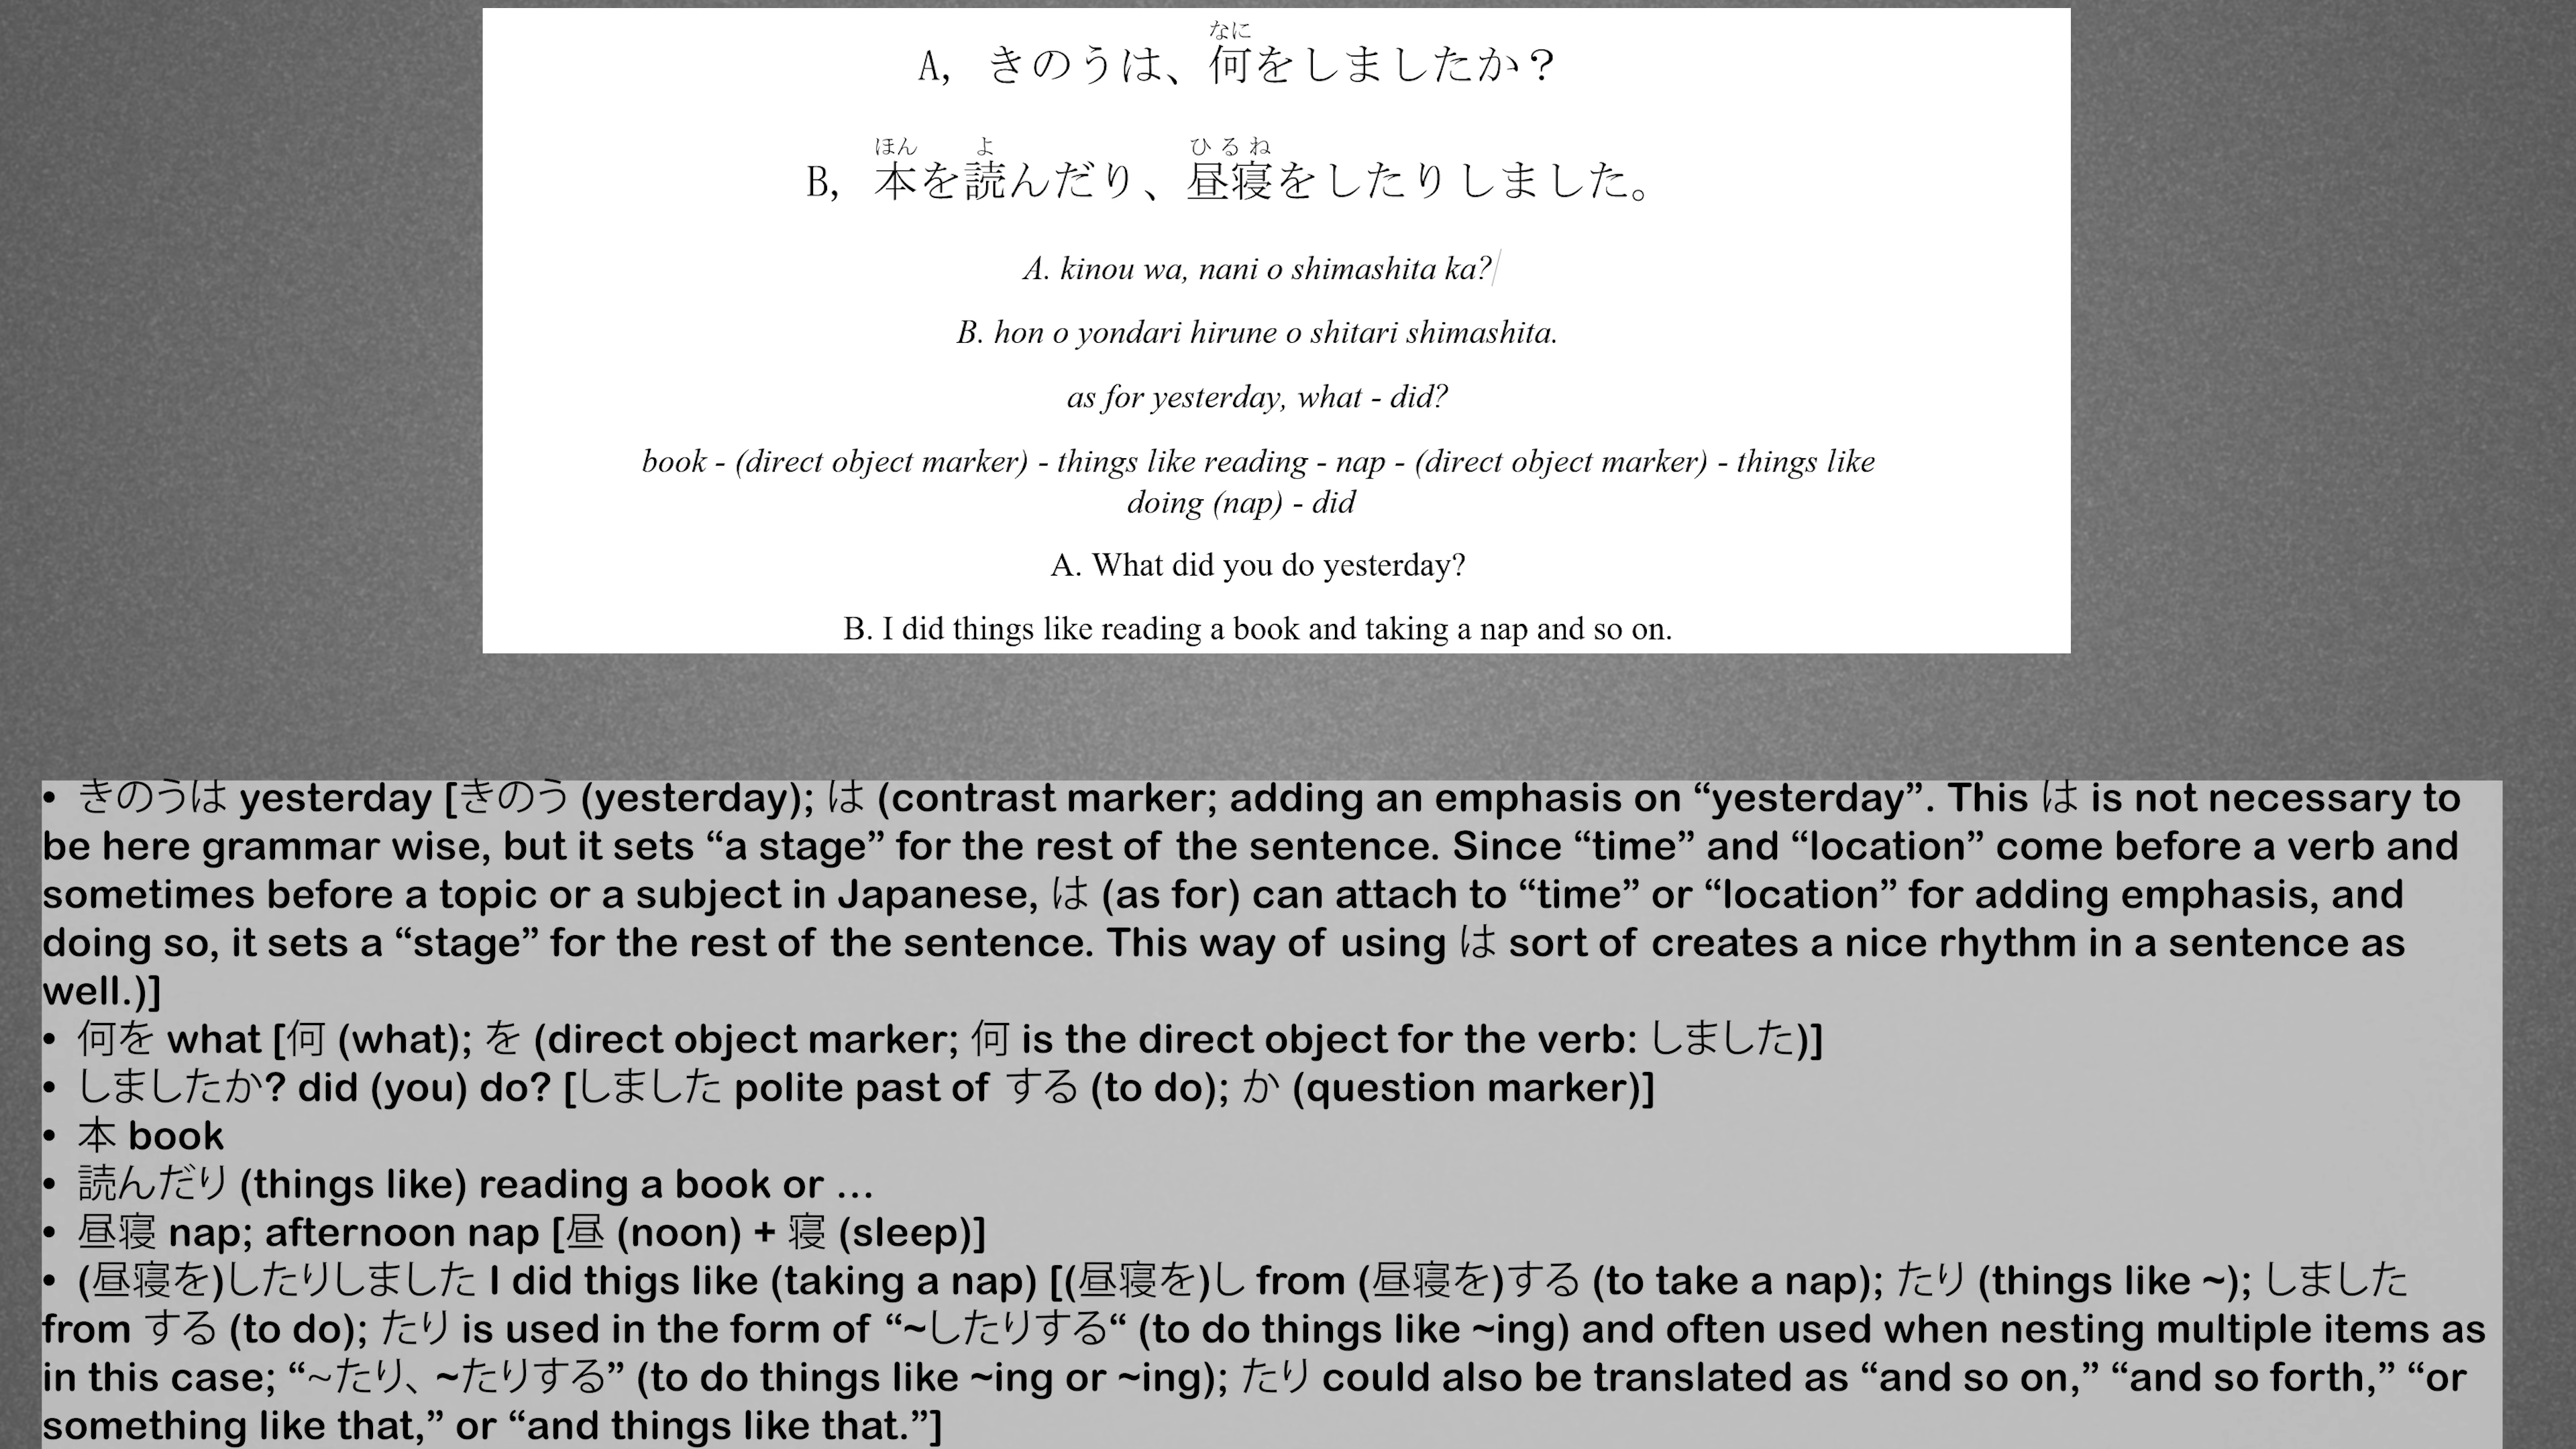 なに
A, きのうは、何をしましたか？
ほん よ ひるね
B, 本を読んだり、昼寝をしたりしました。
A. kinou wa, nani o shimashita ka?
B. hon o yondari hirune o shitari shimashita.
as for yesterday, what - did?
book - (direct object marker) - things like reading - nap - (direct object marker) - things like
doing (nap) - did
A. What did you do yesterday?
B. I did things like reading a book and taking a nap and so on.
• きのうは yesterday [きのう (yesterday); は (contrast marker; adding an emphasis on “yesterday”. This は is not necessary to
be here grammar wise, but it sets “a stage” for the rest of the sentence. Since “time” and “location” come before a verb and
sometimes before a topic or a subject in Japanese, は (as for) can attach to “time” or “location” for adding emphasis, and
doing so, it sets a “stage” for the rest of the sentence. This way of using は sort of creates a nice rhythm in a sentence as
well.)]
• 何を what [何 (what); を (direct object marker; 何 is the direct object for the verb: しました)]
• しましたか? did (you) do? [しました polite past of する (to do); か (question marker)]
• 本 book
• 読んだり (things like) reading a book or …
• 昼寝 nap; afternoon nap [昼 (noon) + 寝 (sleep)]
• (昼寝を)したりしました I did thigs like (taking a nap) [(昼寝を)し from (昼寝を)する (to take a nap); たり (things like ~); しました
from する (to do); たり is used in the form of “~したりする“ (to do things like ~ing) and often used when nesting multiple items as
in this case; “~たり、~たりする” (to do things like ~ing or ~ing); たり could also be translated as “and so on,” “and so forth,” “or
something like that,” or “and things like that.”]